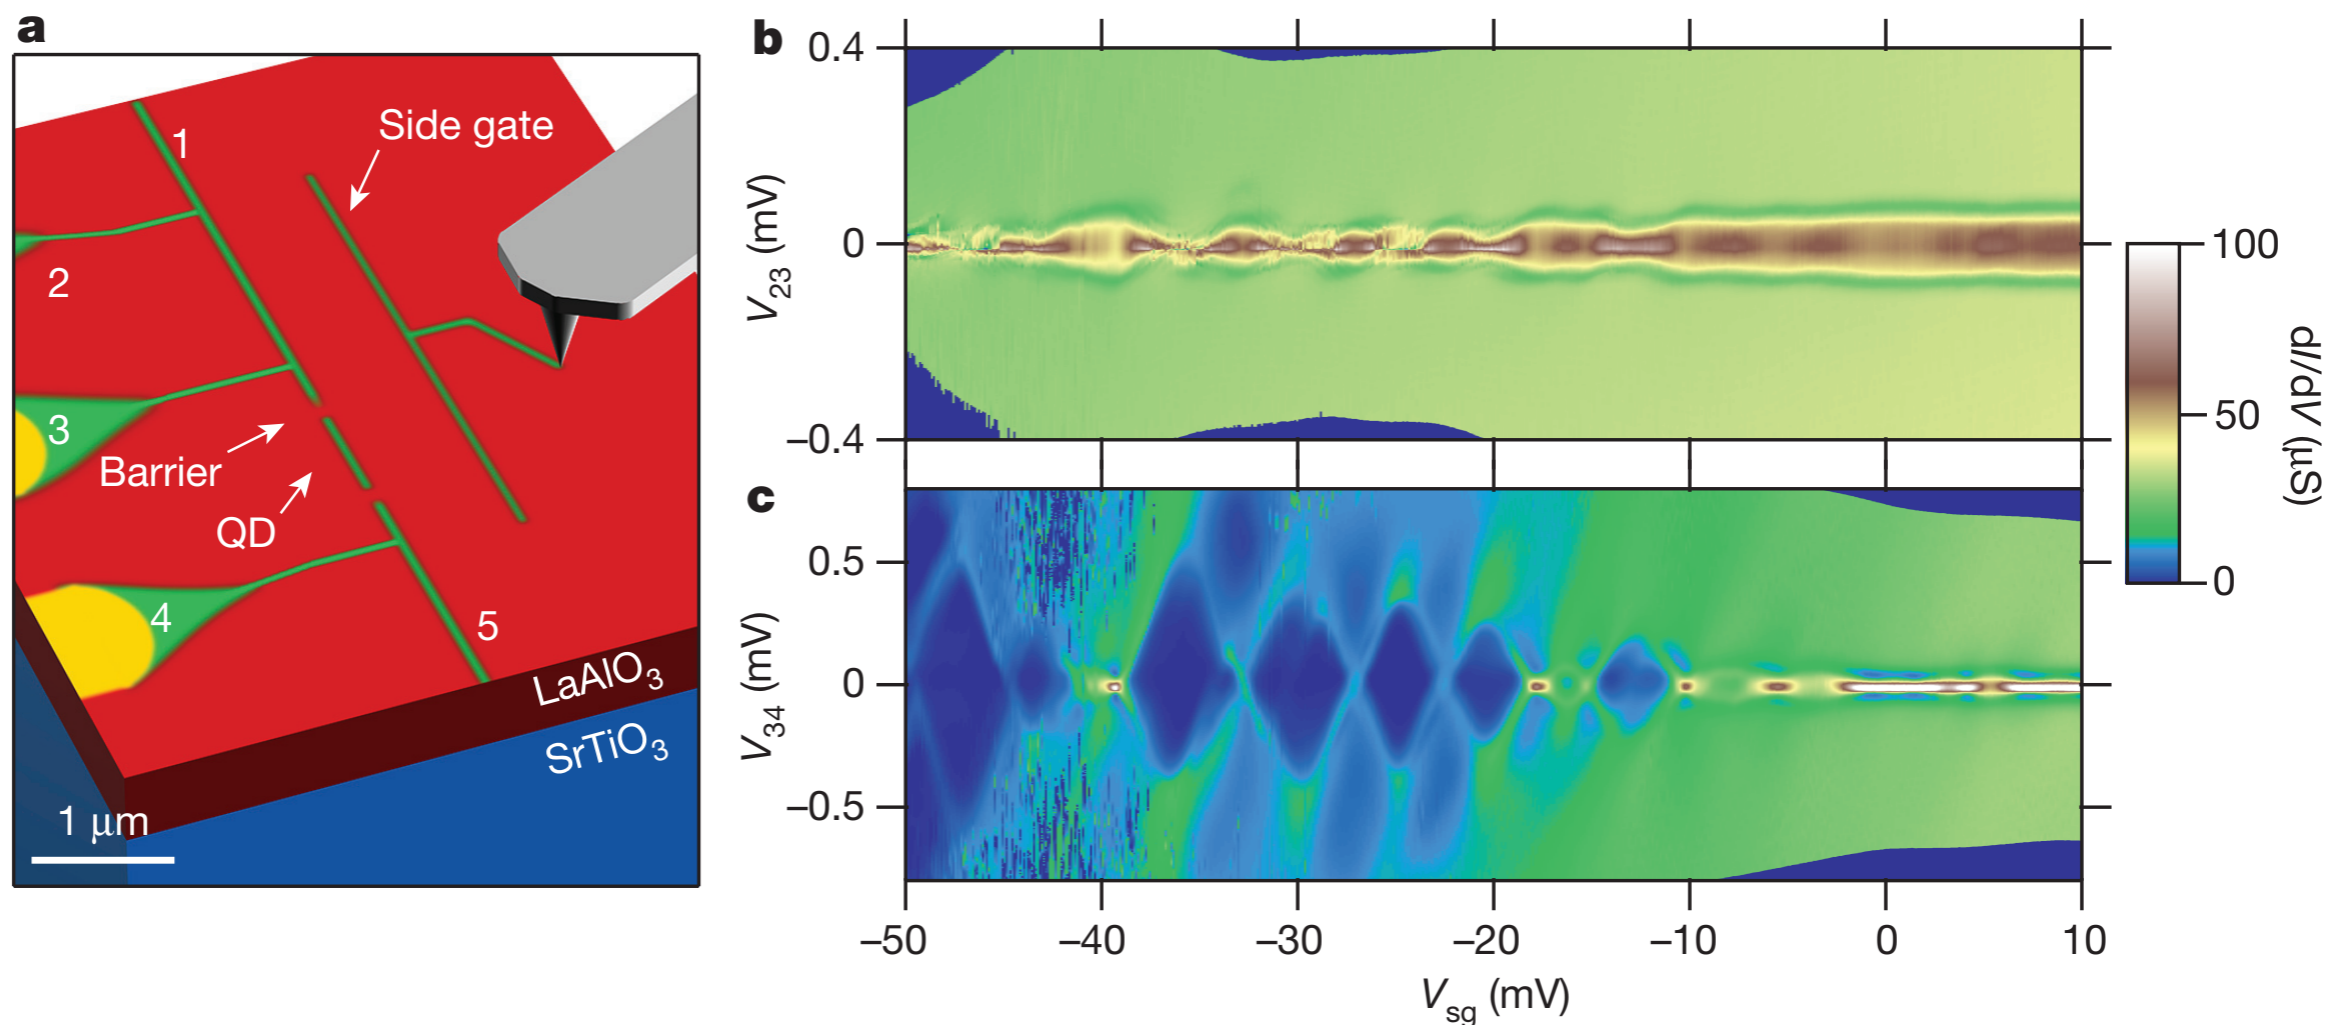 a
1
Side gate
2
3
Barrier
QD
4
5
LaAlO3
SrTiO3
1 μm
b
0.4
0
−0.4
V23 (mV)
c
0.5
0
−0.5
V34 (mV)
−50
−40
−30
−20
−10
0
10
Vsg (mV)
100
50
0
dI/dV (μS)